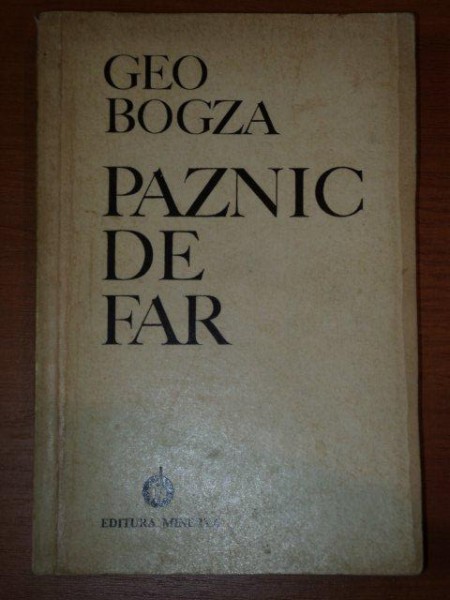 GEO
BOGZA
PAZNIC
DE
FAR
EDITURA MINERVA